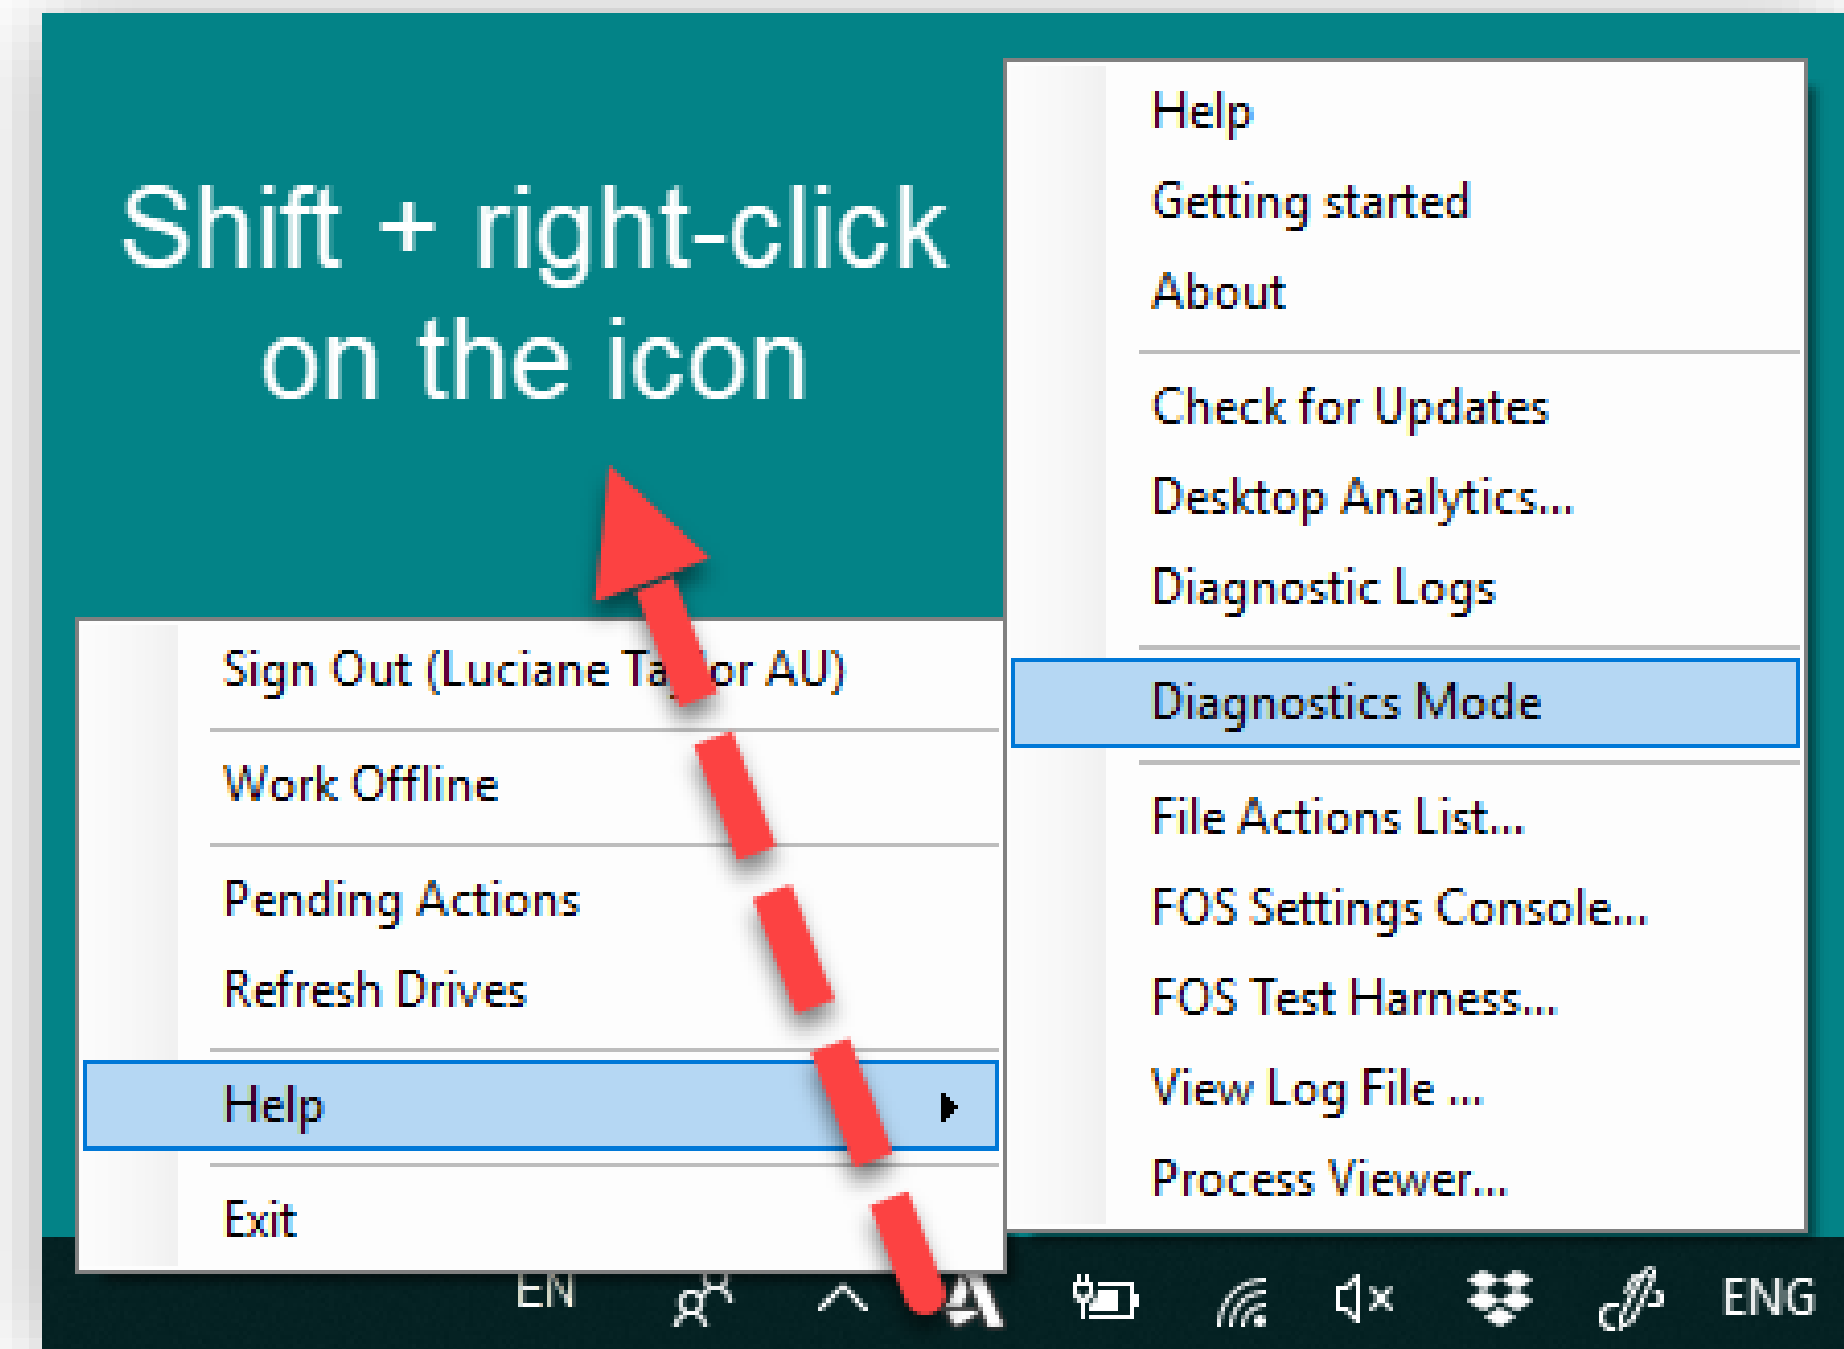 Shift + right-click
on the icon
Sign Out (Luciane Ta or AU)
Work Offline
Pending Actions
Refresh Drives
Help
Exit
Help
Getting started
About
Check for Updates
Desktop Analytics...
Diagnostic Logs
Diagnostics Mode
File Actions List...
FOS Settings Console...
FOS Test Harness...
View Log File ...
Process Viewer...
EN
ENG